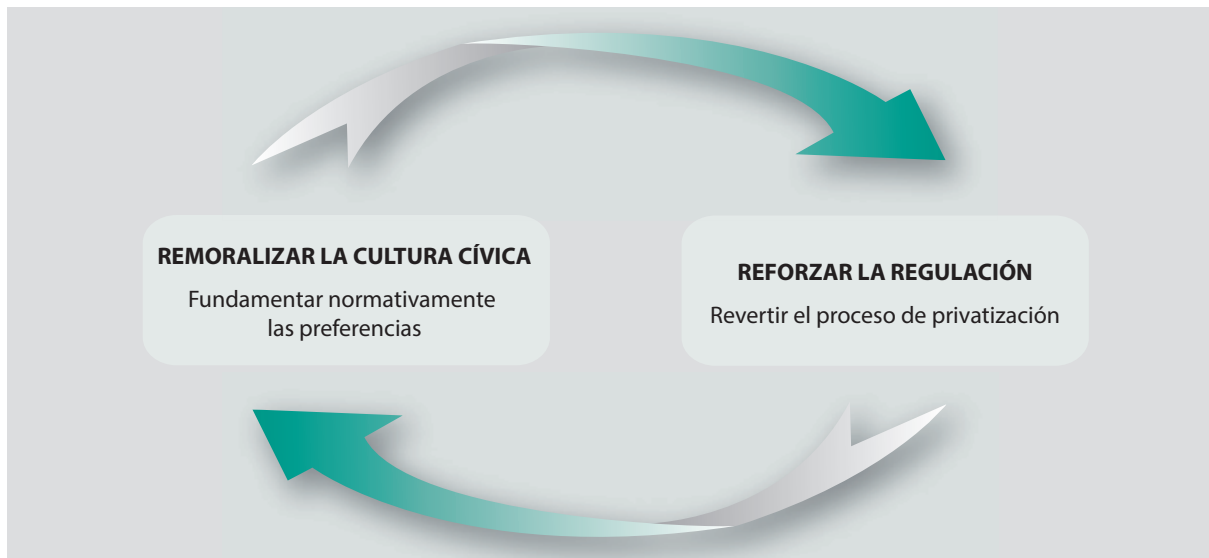 REMORALIZAR LA CULTURA CÍVICA
Fundamentar normativamente
las preferencias
REFORZAR LA REGULACIÓN
Revertir el proceso de privatización